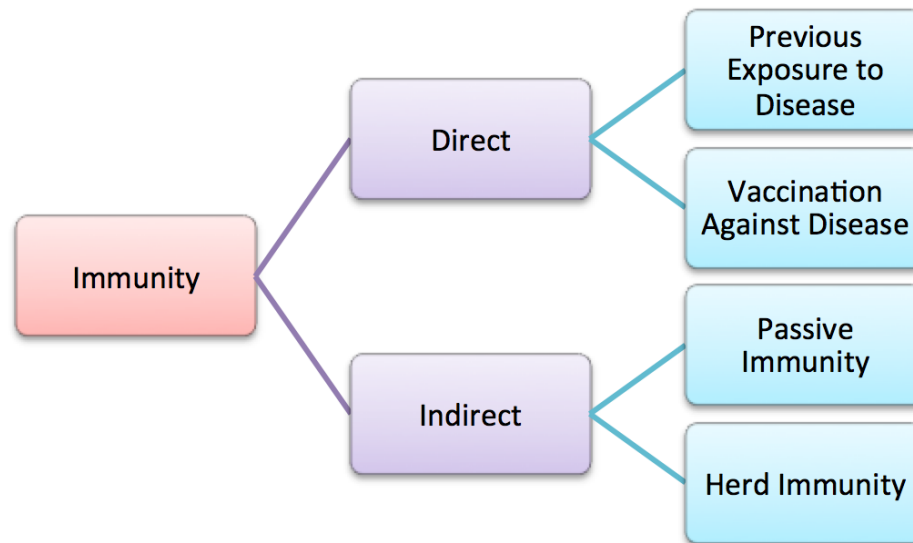 Immunity
Direct
Previous
Exposure to
Disease
Vaccination
Against Disease
Indirect
Passive
Immunity
Herd Immunity